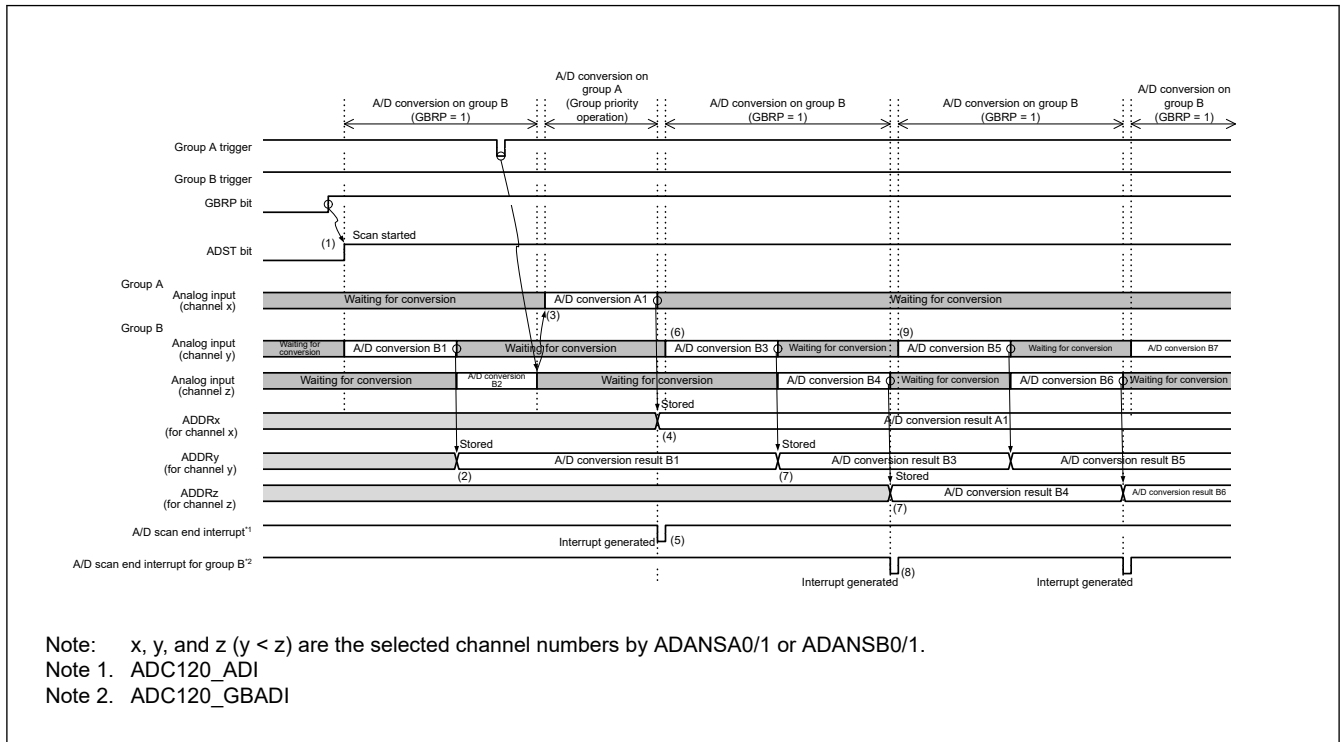 A/D conversion on group B
(GBRP = 1)
A/D conversion on
group A
(Group priority
operation)
A/D conversion on group B
(GBRP = 1)
A/D conversion on group B
(GBRP = 1)
A/D conversion on
group B
(GBRP = 1)
Group A trigger
Group B trigger
GBRP bit
(1) Scan started
ADST bit
Group A
Analog input
(channel x)
Waiting for conversion
A/D conversion A1
Waiting for conversion
(3)
Group B
(6)
(9)
Analog input
(channel y)
Waiting for
conversion
A/D conversion B1
Waiting for conversion
A/D conversion B3
Waiting for conversion
A/D conversion B5
Waiting for conversion
A/D conversion B7
Analog input
(channel z)
Waiting for conversion
A/D conversion
B2
Waiting for conversion
A/D conversion B4
Waiting for conversion
A/D conversion B6
Waiting for conversion
Stored
ADDRx
(for channel x)
A/D conversion result A1
(4)
Stored
Stored
ADDRy
(for channel y)
A/D conversion result B1
A/D conversion result B3
A/D conversion result B5
(2)
(7)
Stored
ADDRz
(for channel z)
A/D conversion result B4
A/D conversion result B6
(7)
A/D scan end interrupt*1
Interrupt generated
(5)
A/D scan end interrupt for group B*2
Interrupt generated
(8)
Interrupt generated
Note: x, y, and z (y < z) are the selected channel numbers by ADANSA0/1 or ADANSB0/1.
Note 1. ADC120_ADI
Note 2. ADC120_GBADI